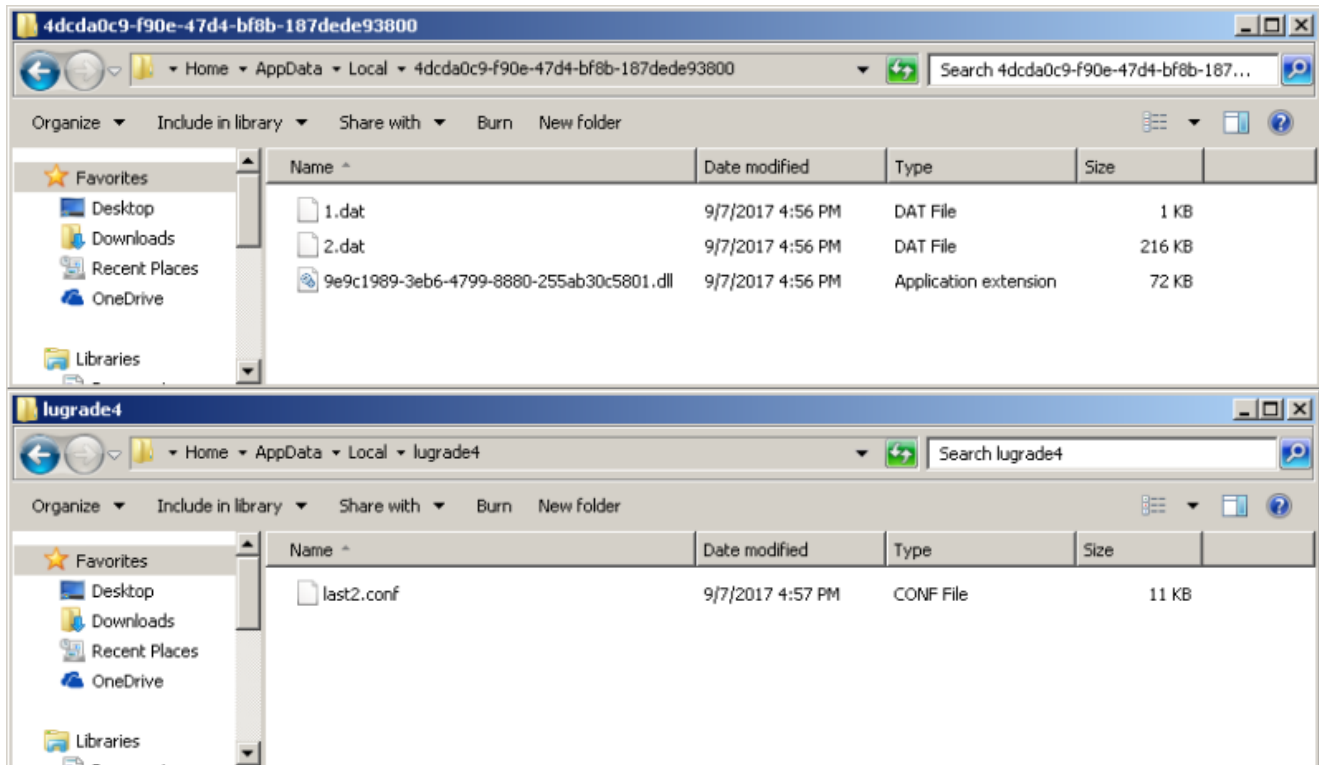 4dcda0c9-f90e-47d4-bf8b-187dede93800
Home AppData Local 4dcda0c9-f90e-47d4-bf8b-187dede93800 Search 4dcda0c9-f90e-47d4-bf8b-187...
Organize Include in library Share with Burn New folder
Favorites
Desktop
Downloads
Recent Places
OneDrive
Libraries
Name Date modified Type Size
1.dat 9/7/2017 4:56 PM DAT File 1 KB
2.dat 9/7/2017 4:56 PM DAT File 216 KB
9e9c1989-3eb6-4799-8880-255ab30c5801.dll 9/7/2017 4:56 PM Application extension 72 KB
lugrade4
Home AppData Local lugrade4 Search lugrade4
Organize Include in library Share with Burn New folder
Favorites
Desktop
Downloads
Recent Places
OneDrive
Libraries
Name Date modified Type Size
last2.conf 9/7/2017 4:57 PM CONF File 11 KB